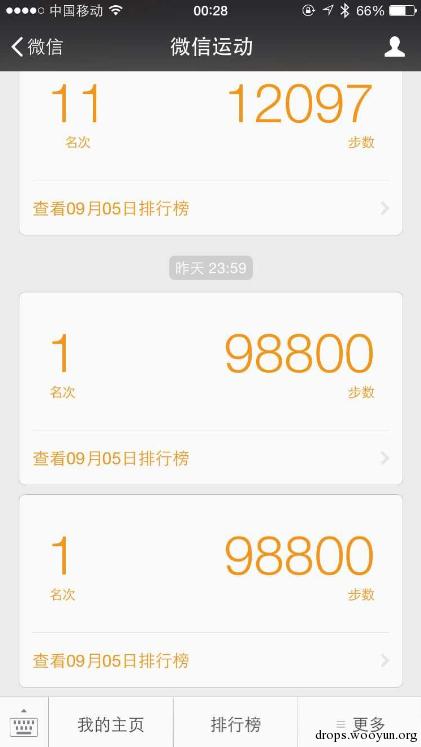 中国移动 00:28 66%
微信 微信运动
11 12097
名次 步数
查看09月05日排行榜
昨天 23:59
1 98800
名次 步数
查看09月05日排行榜
1 98800
名次 步数
查看09月05日排行榜
我的主页 排行榜 更多
drops.wooyun.org